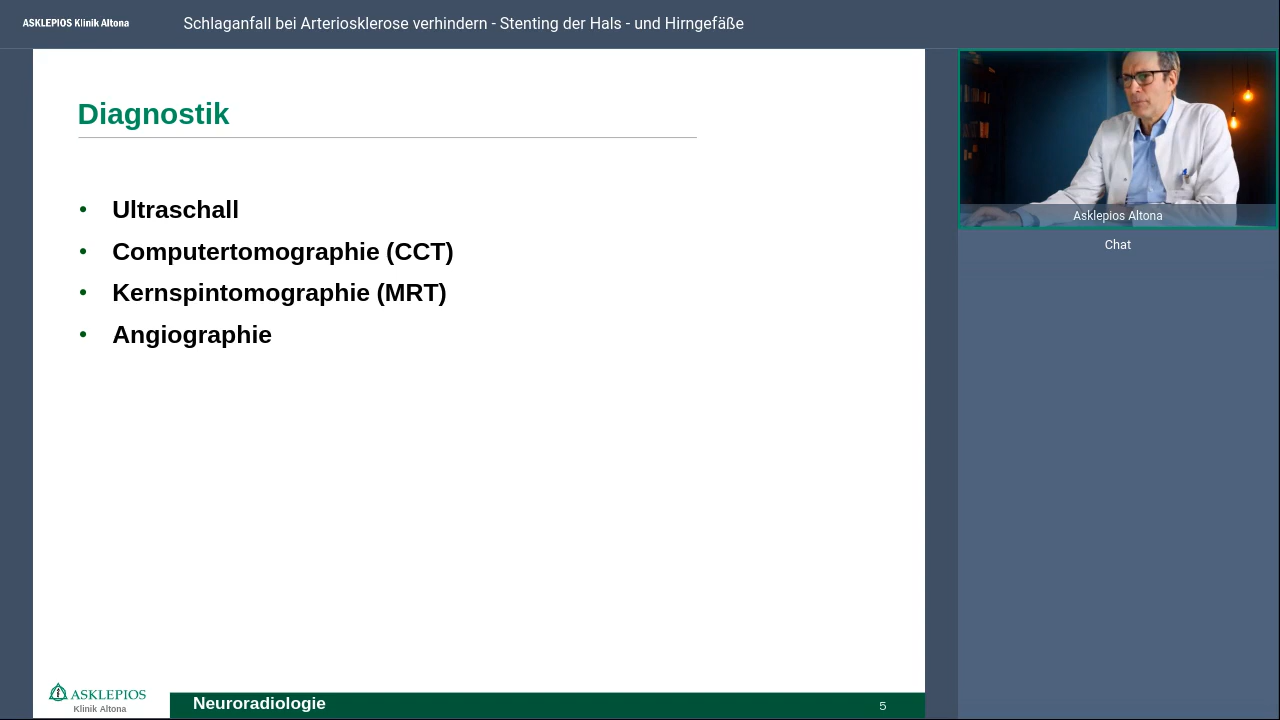 ASKLEPIOS Klinik Altona
Schlaganfall bei Arteriosklerose verhindern - Stenting der Hals - und Hirngefäße
Diagnostik
• Ultraschall
• Computertomographie (CCT)
• Kernspintomographie (MRT)
• Angiographie
Asklepios Altona
Chat
ASKLEPIOS
Klinik Altona
Neuroradiologie
5